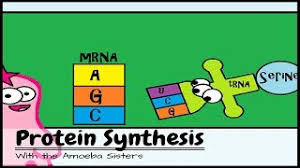 MRNA
A
G
C
U
C
G
tRNA
Serine
Protein Synthesis
With the Amoeba Sisters